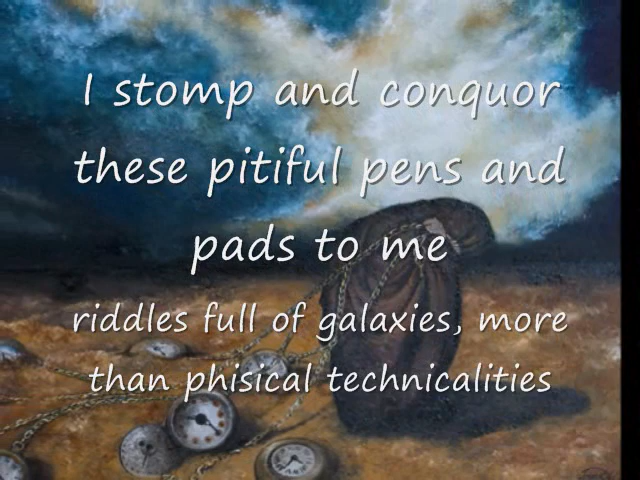 I stomp and conquor
these pitiful pens and
pads to me
riddles full of galaxies, more
than phisical technicalities